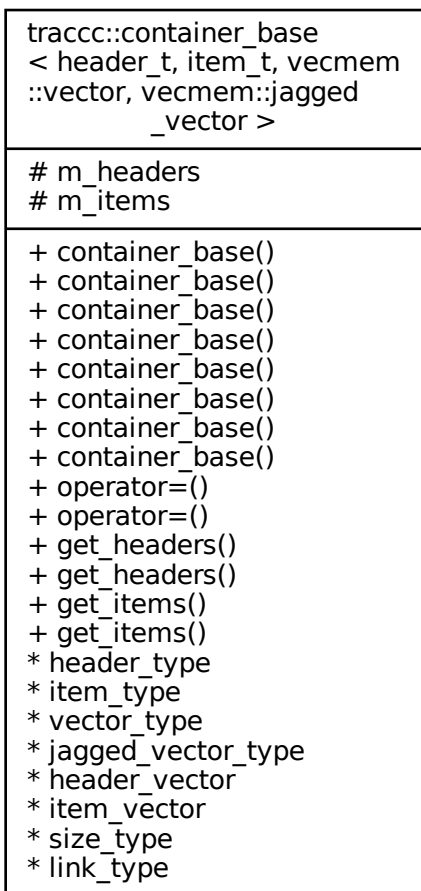 traccc::container_base
< header_t, item_t, vecmem
::vector, vecmem::jagged
_vector >
# m_headers
# m_items
+ container_base()
+ container_base()
+ container_base()
+ container_base()
+ container_base()
+ container_base()
+ container_base()
+ container_base()
+ operator=()
+ operator=()
+ get_headers()
+ get_headers()
+ get_items()
+ get_items()
* header_type
* item_type
* vector_type
* jagged_vector_type
* header_vector
* item_vector
* size_type
* link_type